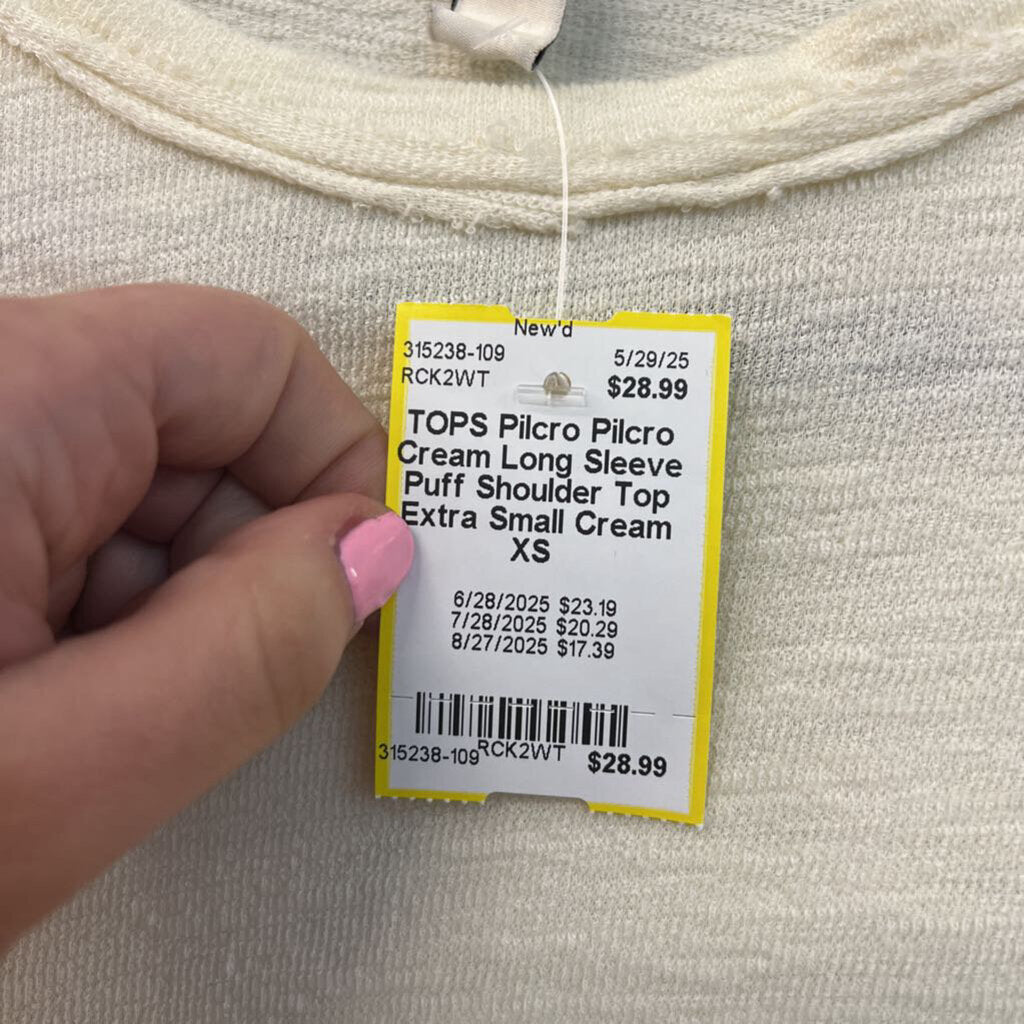 New'd
315238-109 5/29/25
RCK2WT $28.99
TOPS Pilcro Pilcro
Cream Long Sleeve
Puff Shoulder Top
Extra Small Cream
XS
6/28/2025 $23.19
7/28/2025 $20.29
8/27/2025 $17.39
315238-109 RCK2WT $28.99